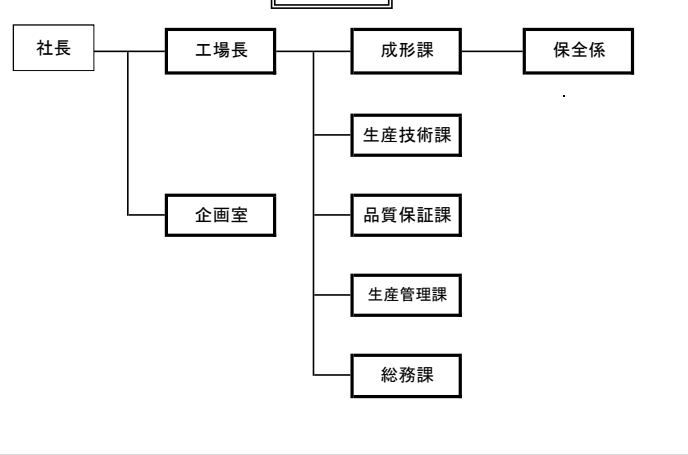 社長
工場長
成形課
保全係
生産技術課
企画室
品質保証課
生産管理課
総務課